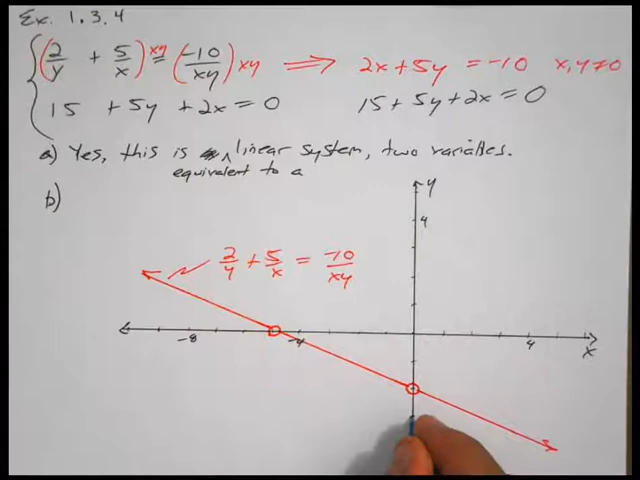 Ex. 1.3.4
{ (2/y + 5/x)xy = (-10/xy)xy ⟹ 2x + 5y = -10 x, y ≠ 0
15 + 5y + 2x = 0 15 + 5y + 2x = 0
a) Yes, this is ^ linear system, two variables.
equivalent to a
b)
y
4
2/y + 5/x = -10/xy
-8 -4 4
x